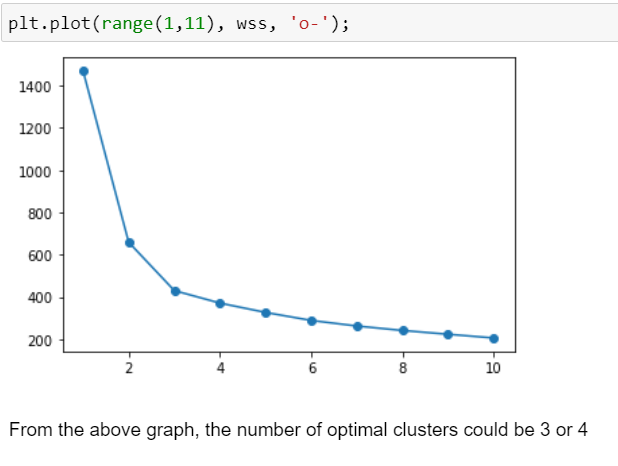 plt.plot(range(1,11), wss, 'o-');
1400
1200
1000
800
600
400
200
2 4 6 8 10
From the above graph, the number of optimal clusters could be 3 or 4